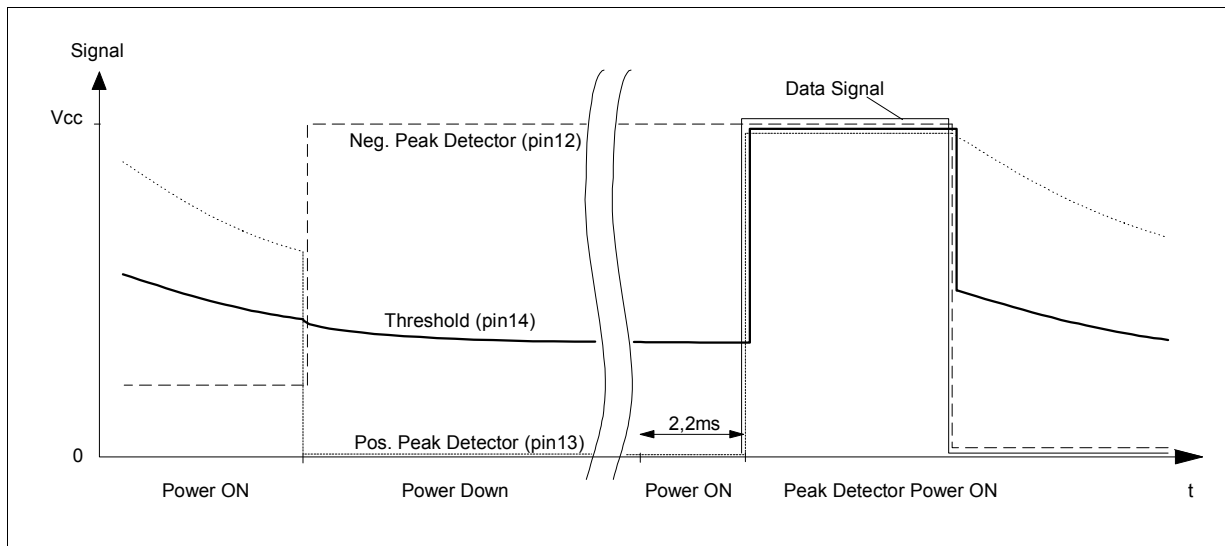 Signal
Data Signal
Vcc
Neg. Peak Detector (pin12)
Threshold (pin14)
2,2ms
Pos. Peak Detector (pin13)
0
Power ON
Power Down
Power ON
Peak Detector Power ON
t